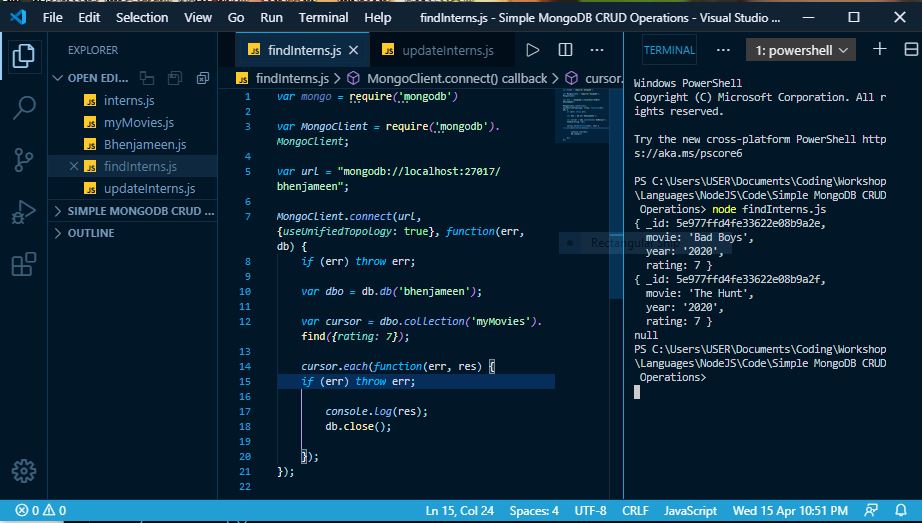 File Edit Selection View Go Run Terminal Help findInterns.js - Simple MongoDB CRUD Operations - Visual Studio ...
EXPLORER
OPEN EDI...
JS interns.js
JS myMovies.js
JS Bhenjameen.js
JS findInterns.js
JS updateInterns.js
SIMPLE MONGODB CRUD ...
OUTLINE
JS findInterns.js JS updateInterns.js
JS findInterns.js > MongoClient.connect() callback > cursor.
1 var mongo = require('mongodb')
2
3 var MongoClient = require('mongodb').
MongoClient;
4
5 var url = "mongodb://localhost:27017/
bhenjameen";
6
7 MongoClient.connect(url,
{useUnifiedTopology: true}, function(err,
db) {
8 if (err) throw err;
9
10 var dbo = db.db('bhenjameen');
11
12 var cursor = dbo.collection('myMovies').
find({rating: 7});
13
14 cursor.each(function(err, res) {
15 if (err) throw err;
16
17 console.log(res);
18 db.close();
19
20 });
21 });
22
TERMINAL ... 1: powershell
Windows PowerShell
Copyright (C) Microsoft Corporation. All r
ights reserved.
Try the new cross-platform PowerShell http
s://aka.ms/pscore6
PS C:\Users\USER\Documents\Coding\Workshop
\Languages\NodeJS\Code\Simple MongoDB CRUD
Operations> node findInterns.js
{ _id: 5e977ffd4fe33622e08b9a2e,
movie: 'Bad Boys',
year: '2020',
rating: 7 }
{ _id: 5e977ffd4fe33622e08b9a2f,
movie: 'The Hunt',
year: '2020',
rating: 7 }
null
PS C:\Users\USER\Documents\Coding\Workshop
\Languages\NodeJS\Code\Simple MongoDB CRUD
Operations>
0 0 Ln 15, Col 24 Spaces: 4 UTF-8 CRLF JavaScript Wed 15 Apr 10:51 PM